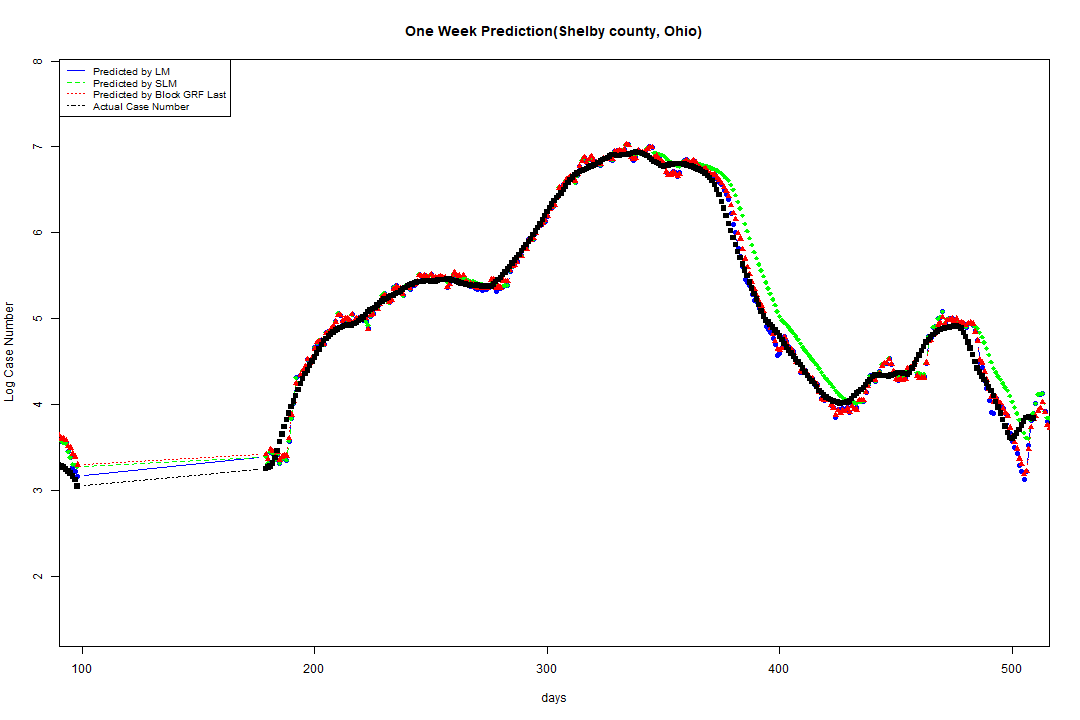 One Week Prediction(Shelby county, Ohio)
Predicted by LM
Predicted by SLM
Predicted by Block GRF Last
Actual Case Number
Log Case Number
8
7
6
5
4
3
2
100 200 300 400 500
days